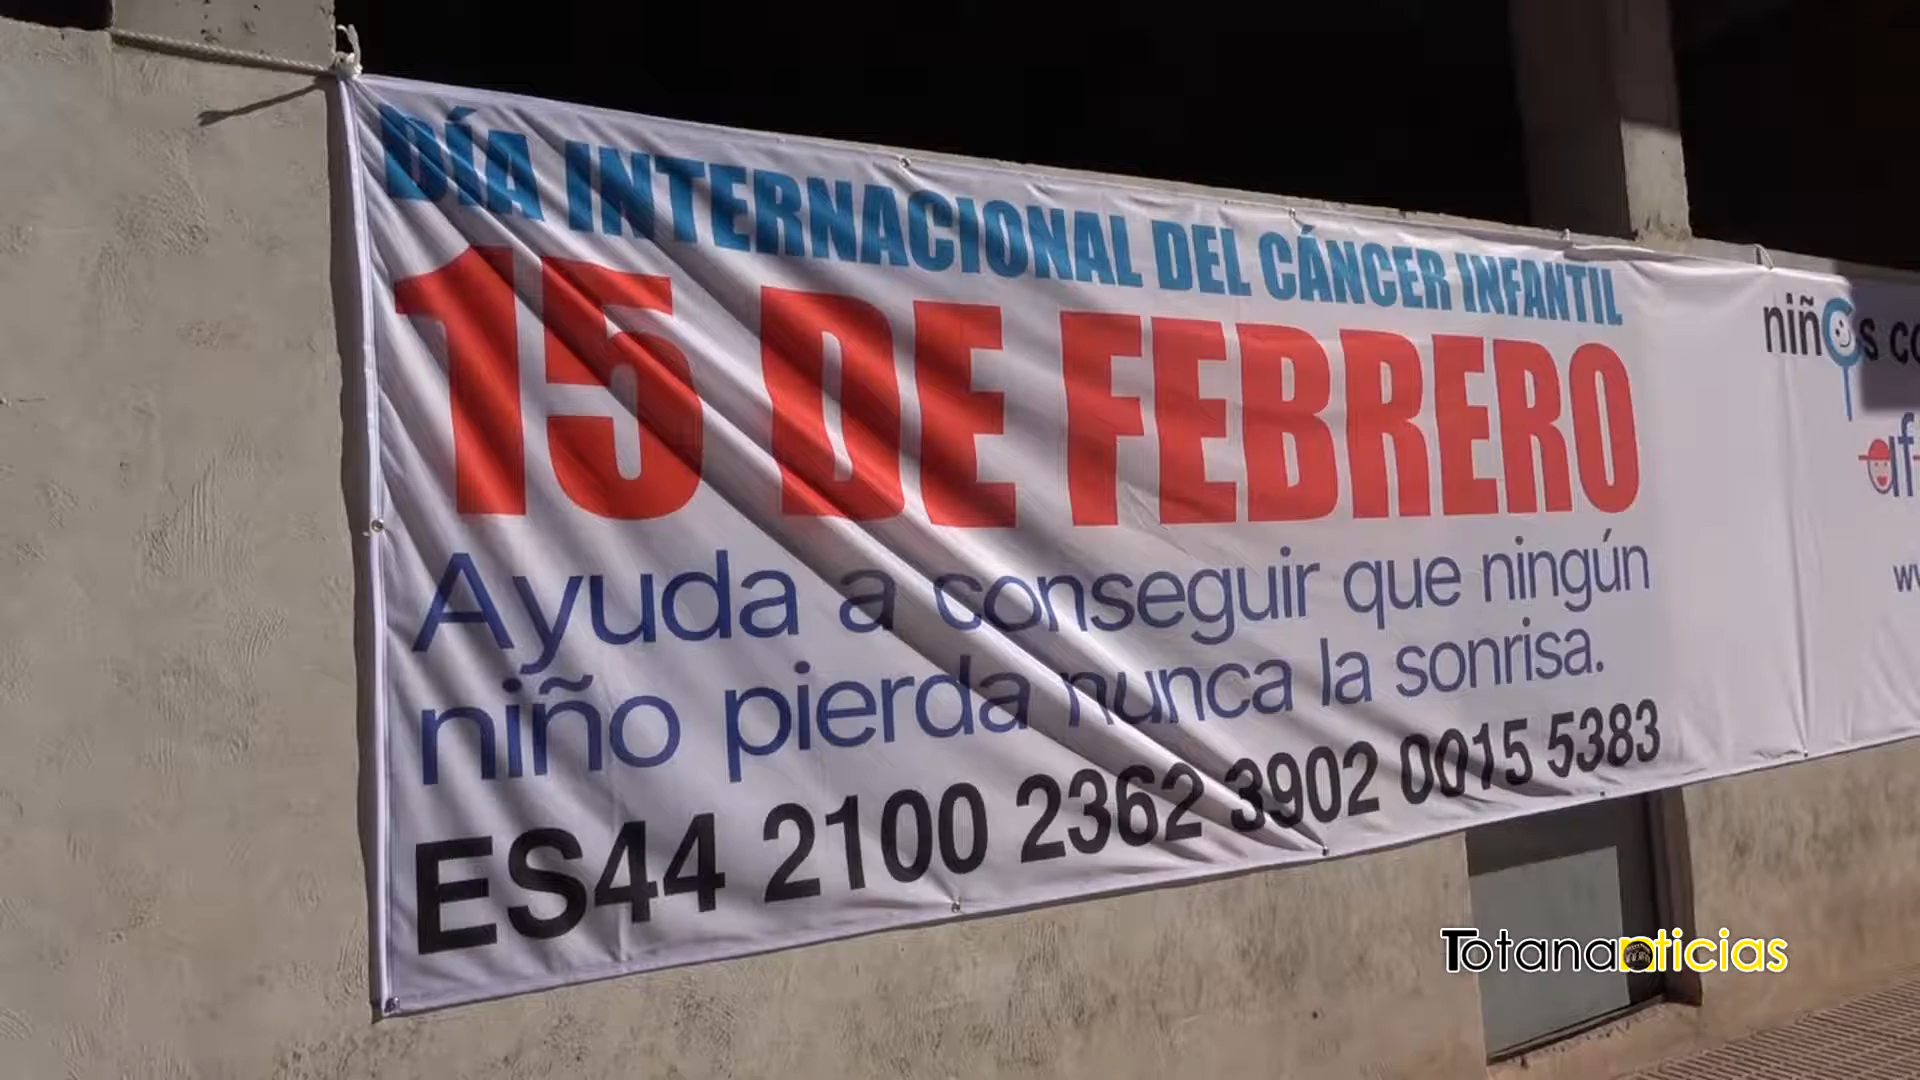 DÍA INTERNACIONAL DEL CÁNCER INFANTIL
15 DE FEBRERO
Ayuda a conseguir que ningún
niño pierda nunca la sonrisa.
ES44 2100 2362 3902 0015 5383
niños
Totananoticias